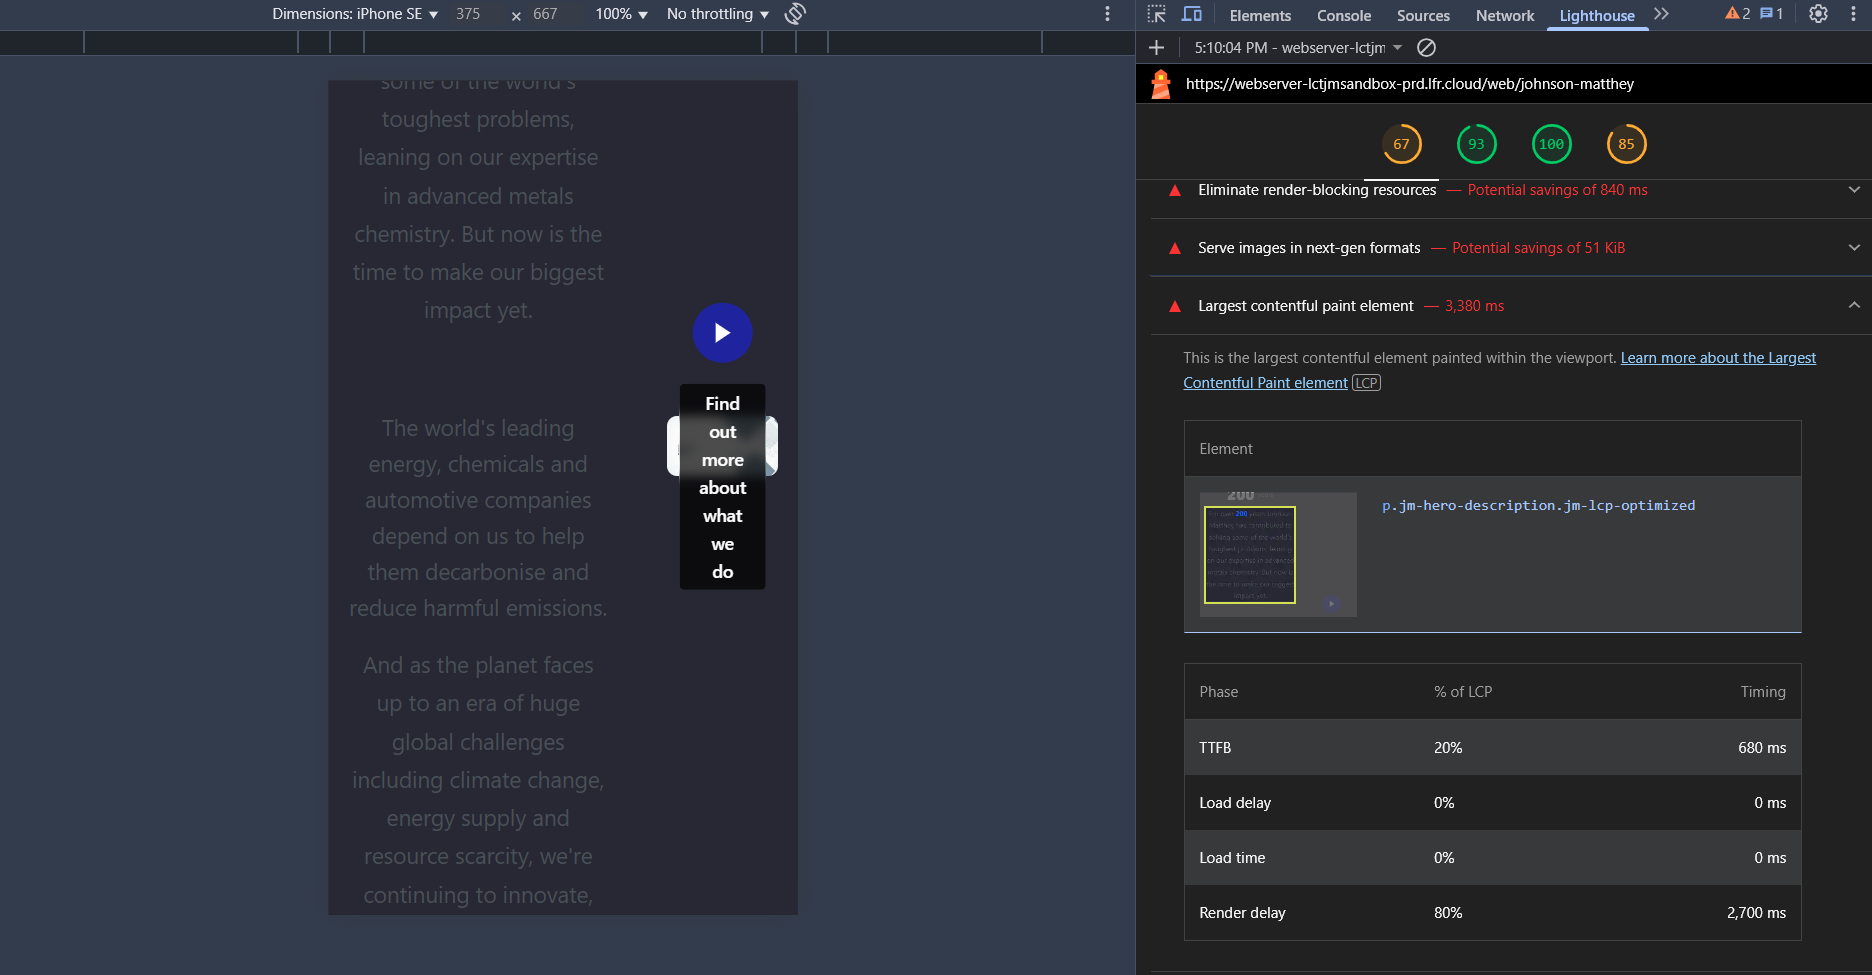 Dimensions: iPhone SE 375 × 667 100% No throttling
some of the world's
toughest problems,
leaning on our expertise
in advanced metals
chemistry. But now is the
time to make our biggest
impact yet.
The world's leading
energy, chemicals and
automotive companies
depend on us to help
them decarbonise and
reduce harmful emissions.
And as the planet faces
up to an era of huge
global challenges
including climate change,
energy supply and
resource scarcity, we're
continuing to innovate,
Find
out
more
about
what
we
do
Elements Console Sources Network Lighthouse 2 1
5:10:04 PM - webserver-lctjm
https://webserver-lctjmsandbox-prd.lfr.cloud/web/johnson-matthey
67 93 100 85
Eliminate render-blocking resources — Potential savings of 840 ms
Serve images in next-gen formats — Potential savings of 51 KiB
Largest contentful paint element — 3,380 ms
This is the largest contentful element painted within the viewport. Learn more about the Largest
Contentful Paint element LCP
Element
200
p.jm-hero-description.jm-lcp-optimized
Phase % of LCP Timing
TTFB 20% 680 ms
Load delay 0% 0 ms
Load time 0% 0 ms
Render delay 80% 2,700 ms